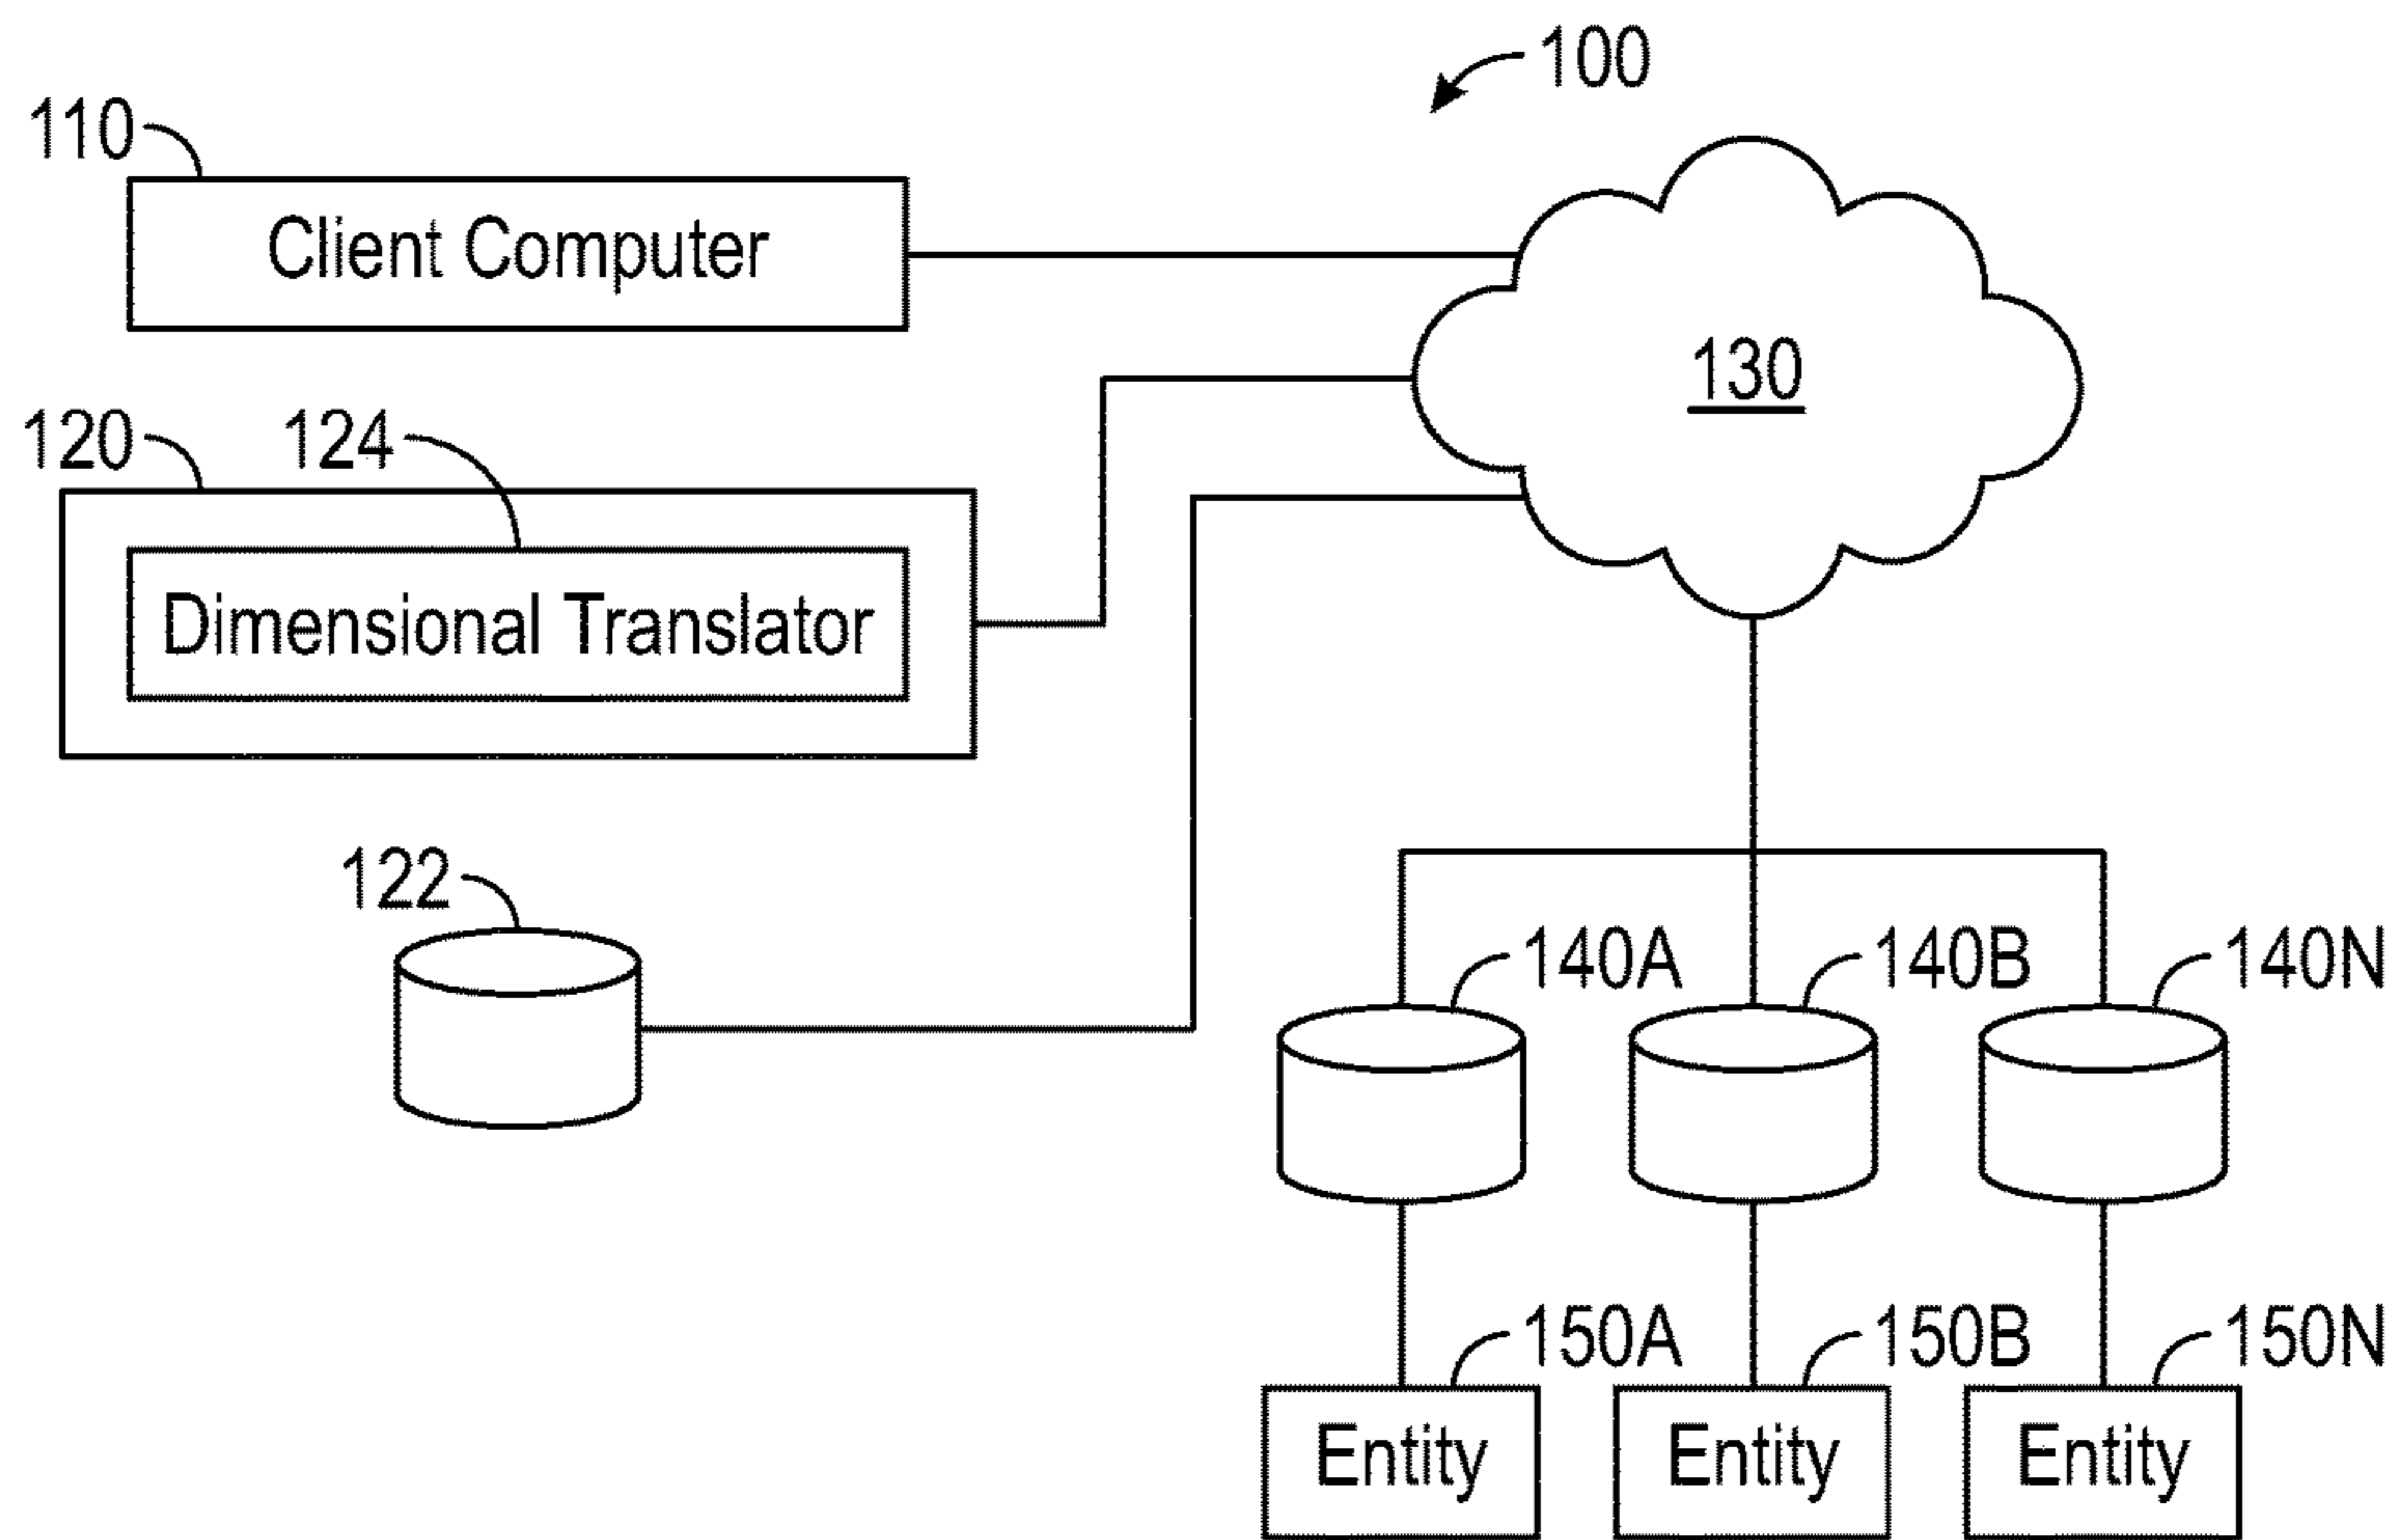 100
110
Client Computer
130
120
124
Dimensional Translator
122
140A
140B
140N
150A
150B
150N
Entity
Entity
Entity